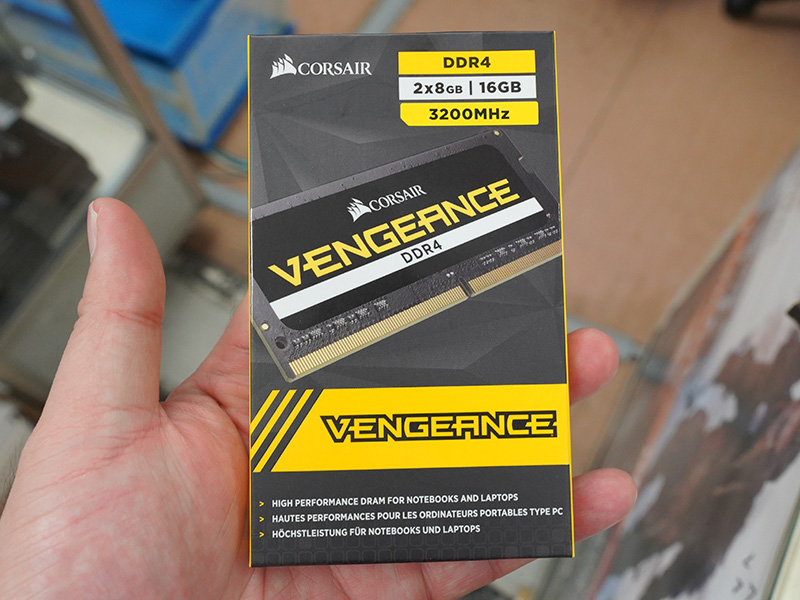 CORSAIR
DDR4
2x8GB | 16GB
3200MHz
CORSAIR
VENGEANCE
DDR4
VENGEANCE
> HIGH PERFORMANCE DRAM FOR NOTEBOOKS AND LAPTOPS
> HAUTES PERFORMANCES POUR LES ORDINATEURS PORTABLES TYPE PC
> HÖCHSTLEISTUNG FÜR NOTEBOOKS UND LAPTOPS